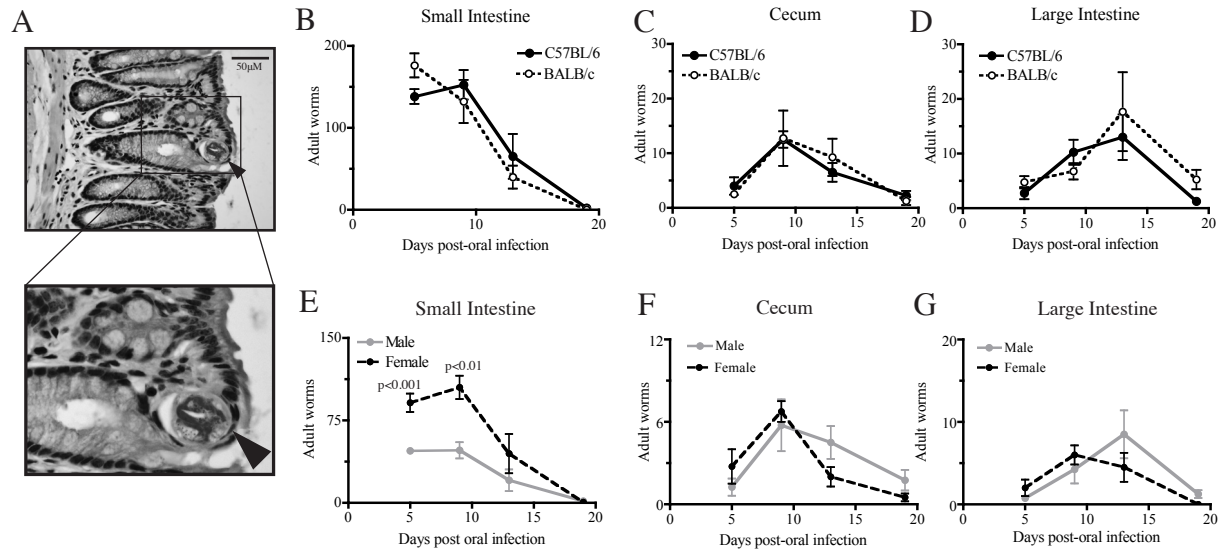 A
50µM
B
Small Intestine
C57BL/6
BALB/c
200
100
0
Adult worms
0 5 10 15 20
Days post-oral infection
C
Cecum
C57BL/6
BALB/c
30
20
10
0
Adult worms
0 5 10 15 20
Days post-oral infection
D
Large Intestine
C57BL/6
BALB/c
30
20
10
0
Adult worms
0 5 10 15 20
Days post-oral infection
E
Small Intestine
Male
Female
p<0.001
p<0.01
150
75
0
Adult worms
0 5 10 15 20
Days post oral infection
F
Cecum
Male
Female
12
6
0
Adult worms
0 5 10 15 20
Days post-oral infection
G
Large Intestine
Male
Female
20
10
0
Adult worms
0 5 10 15 20
Days post-oral infection